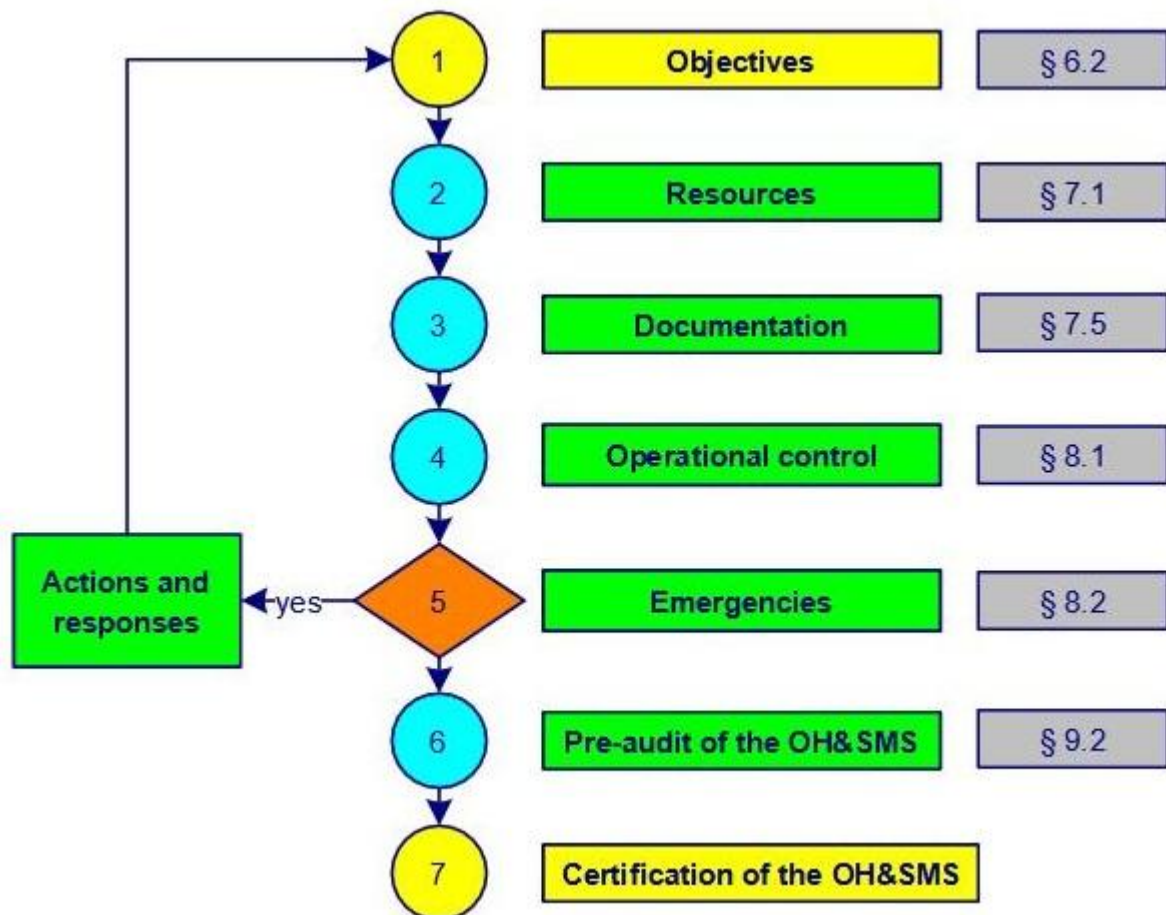 1
Objectives
§ 6.2
2
Resources
§ 7.1
3
Documentation
§ 7.5
4
Operational control
§ 8.1
Actions and
responses
yes
5
Emergencies
§ 8.2
6
Pre-audit of the OH&SMS
§ 9.2
7
Certification of the OH&SMS